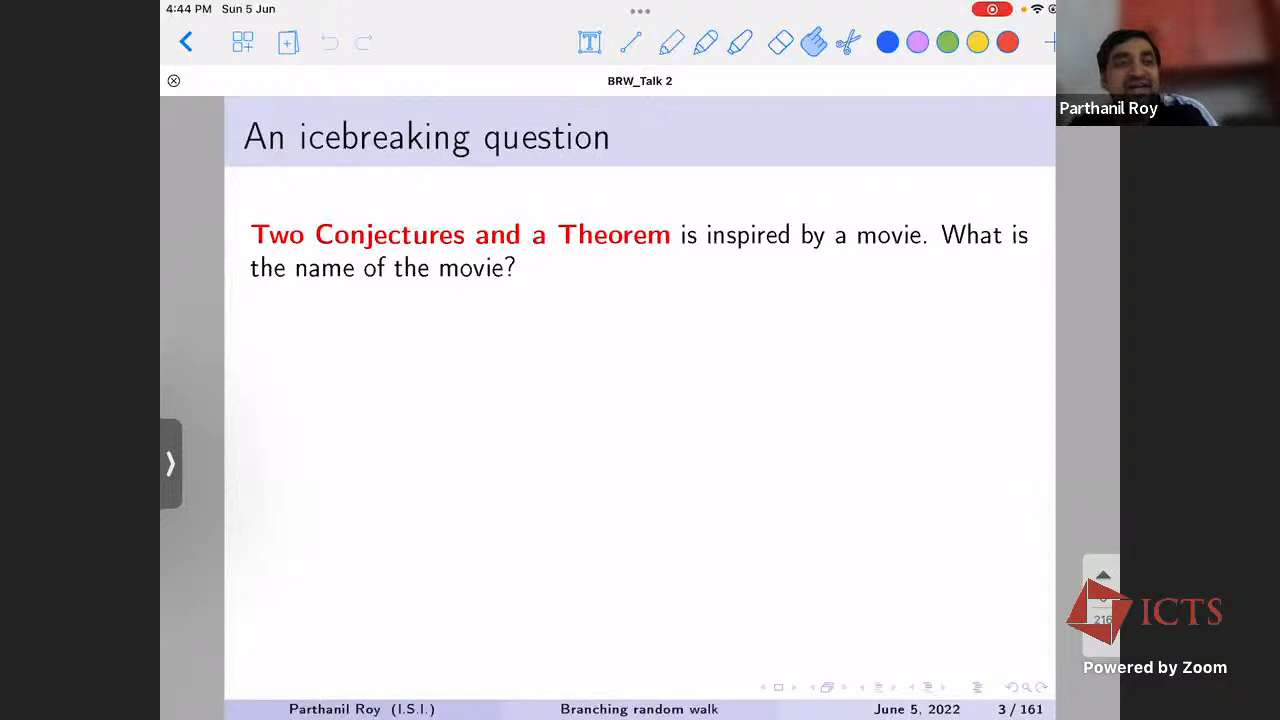 4:44 PM Sun 5 Jun
BRW_Talk 2
Parthanil Roy
An icebreaking question
Two Conjectures and a Theorem is inspired by a movie. What is
the name of the movie?
216
ICTS
Powered by Zoom
Parthanil Roy (I.S.I.) Branching random walk June 5, 2022 3 / 161